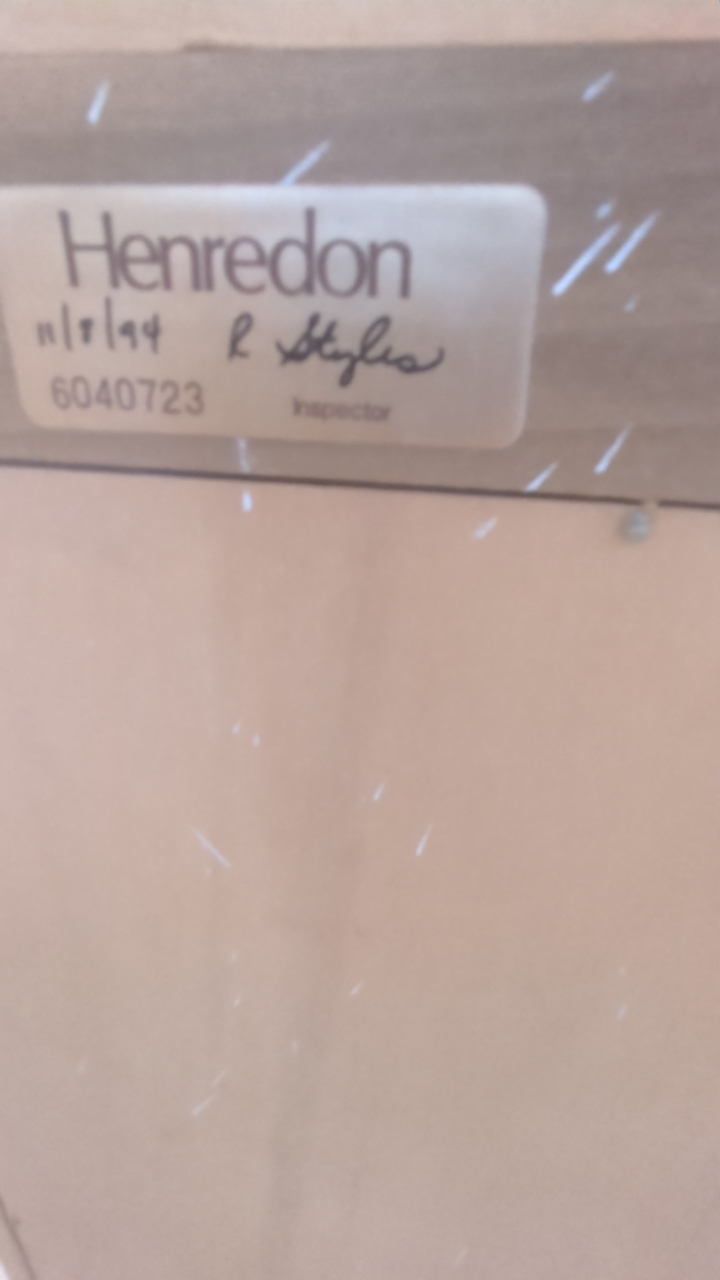 Henredon
11/8/94 R Styles
6040723 Inspector